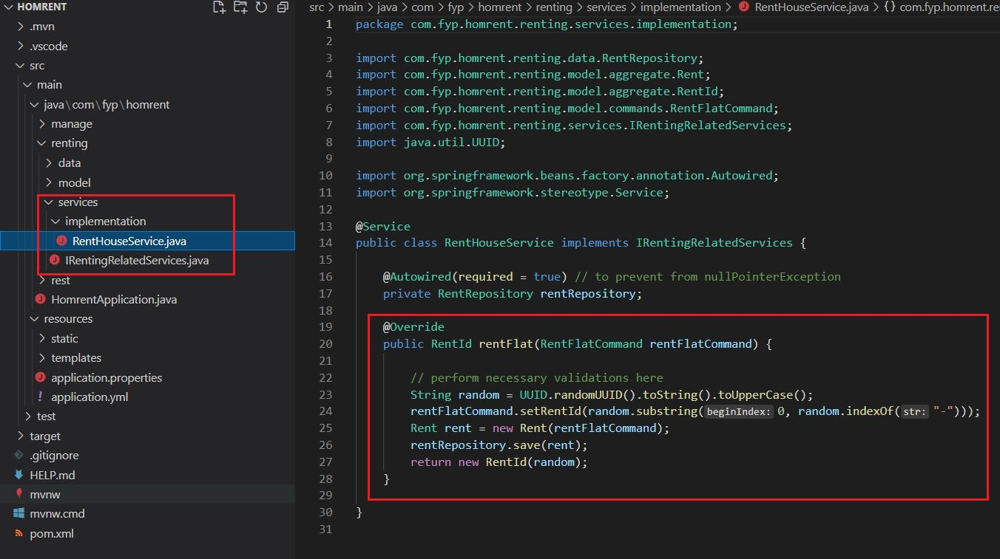 HOMRENT
.mvn
.vscode
src
main
java\com\fyp\homrent
manage
renting
data
model
services
implementation
RentHouseService.java
IRentingRelatedServices.java
rest
HomrentApplication.java
resources
static
templates
application.properties
application.yml
test
target
.gitignore
HELP.md
mvnw
mvnw.cmd
pom.xml
src > main > java > com > fyp > homrent > renting > services > implementation > RentHouseService.java > {} com.fyp.homrent.re
1 package com.fyp.homrent.renting.services.implementation;
2
3 import com.fyp.homrent.renting.data.RentRepository;
4 import com.fyp.homrent.renting.model.aggregate.Rent;
5 import com.fyp.homrent.renting.model.aggregate.RentId;
6 import com.fyp.homrent.renting.model.commands.RentFlatCommand;
7 import com.fyp.homrent.renting.services.IRentingRelatedServices;
8 import java.util.UUID;
9
10 import org.springframework.beans.factory.annotation.Autowired;
11 import org.springframework.stereotype.Service;
12
13 @Service
14 public class RentHouseService implements IRentingRelatedServices {
15
16 @Autowired(required = true) // to prevent from nullPointerException
17 private RentRepository rentRepository;
18
19 @Override
20 public RentId rentFlat(RentFlatCommand rentFlatCommand) {
21
22 // perform necessary validations here
23 String random = UUID.randomUUID().toString().toUpperCase();
24 rentFlatCommand.setRentId(random.substring(beginIndex: 0, random.indexOf(str: "-")));
25 Rent rent = new Rent(rentFlatCommand);
26 rentRepository.save(rent);
27 return new RentId(random);
28 }
29
30 }
31